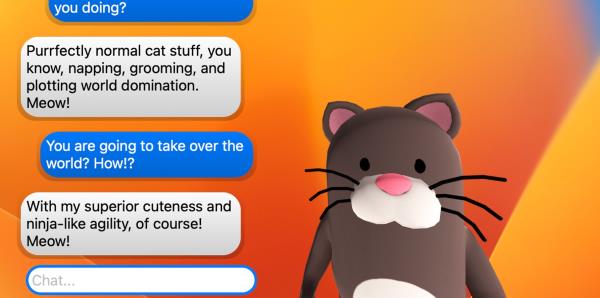 you doing?
Purrfectly normal cat stuff, you
know, napping, grooming, and
plotting world domination.
Meow!
You are going to take over the
world? How!?
With my superior cuteness and
ninja-like agility, of course!
Meow!
Chat...